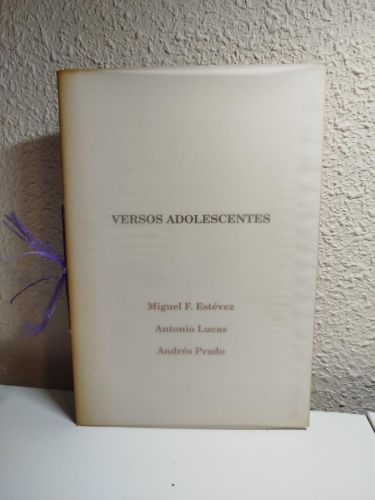 VERSOS ADOLESCENTES
Miguel F. Estévez
Antonio Lucas
Andrés Prado